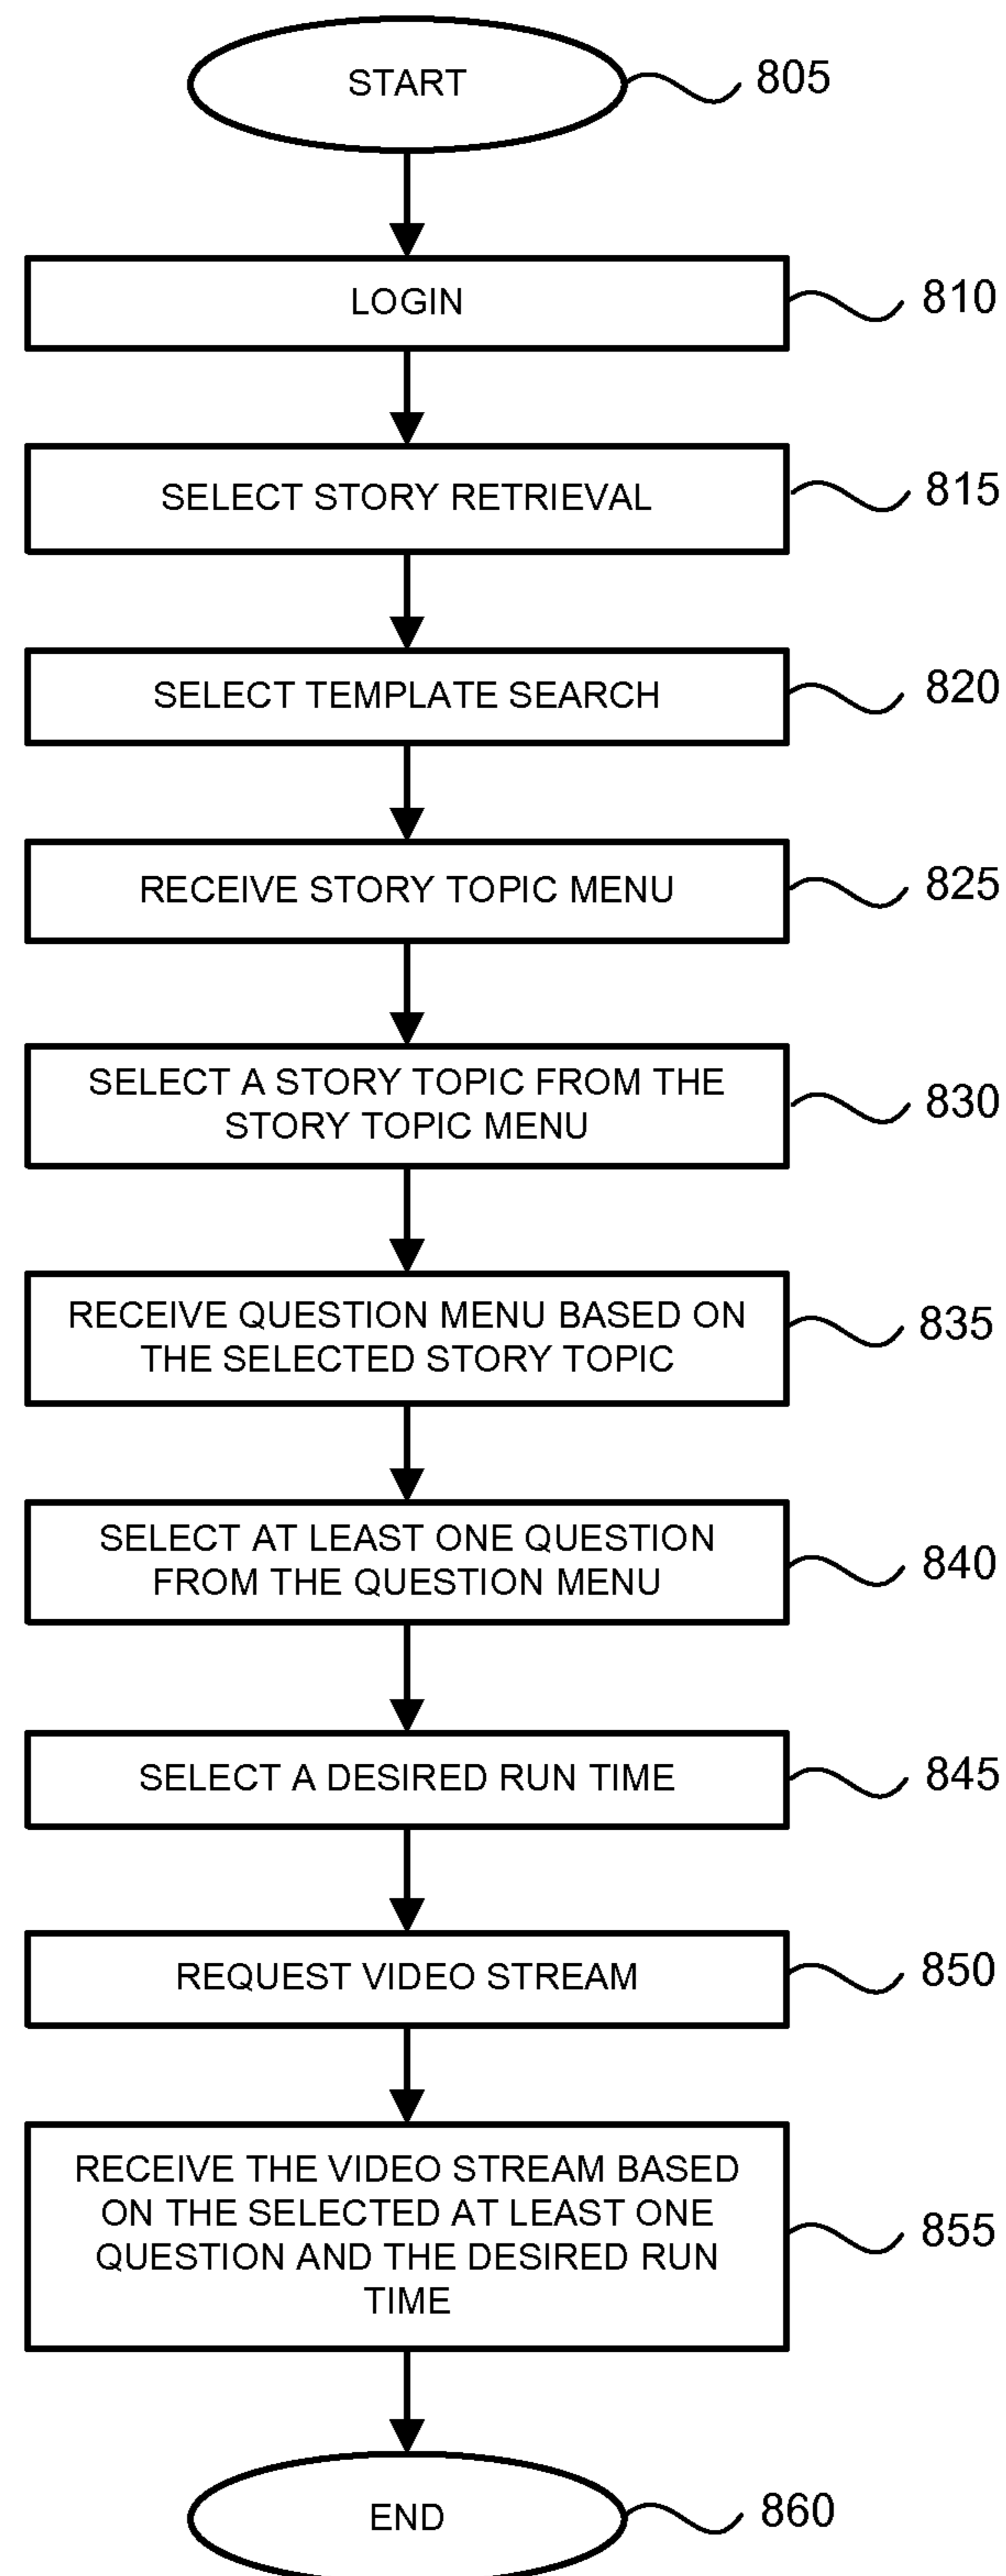 START
805
LOGIN
810
SELECT STORY RETRIEVAL
815
SELECT TEMPLATE SEARCH
820
RECEIVE STORY TOPIC MENU
825
SELECT A STORY TOPIC FROM THE
STORY TOPIC MENU
830
RECEIVE QUESTION MENU BASED ON
THE SELECTED STORY TOPIC
835
SELECT AT LEAST ONE QUESTION
FROM THE QUESTION MENU
840
SELECT A DESIRED RUN TIME
845
REQUEST VIDEO STREAM
850
RECEIVE THE VIDEO STREAM BASED
ON THE SELECTED AT LEAST ONE
QUESTION AND THE DESIRED RUN
TIME
855
END
860